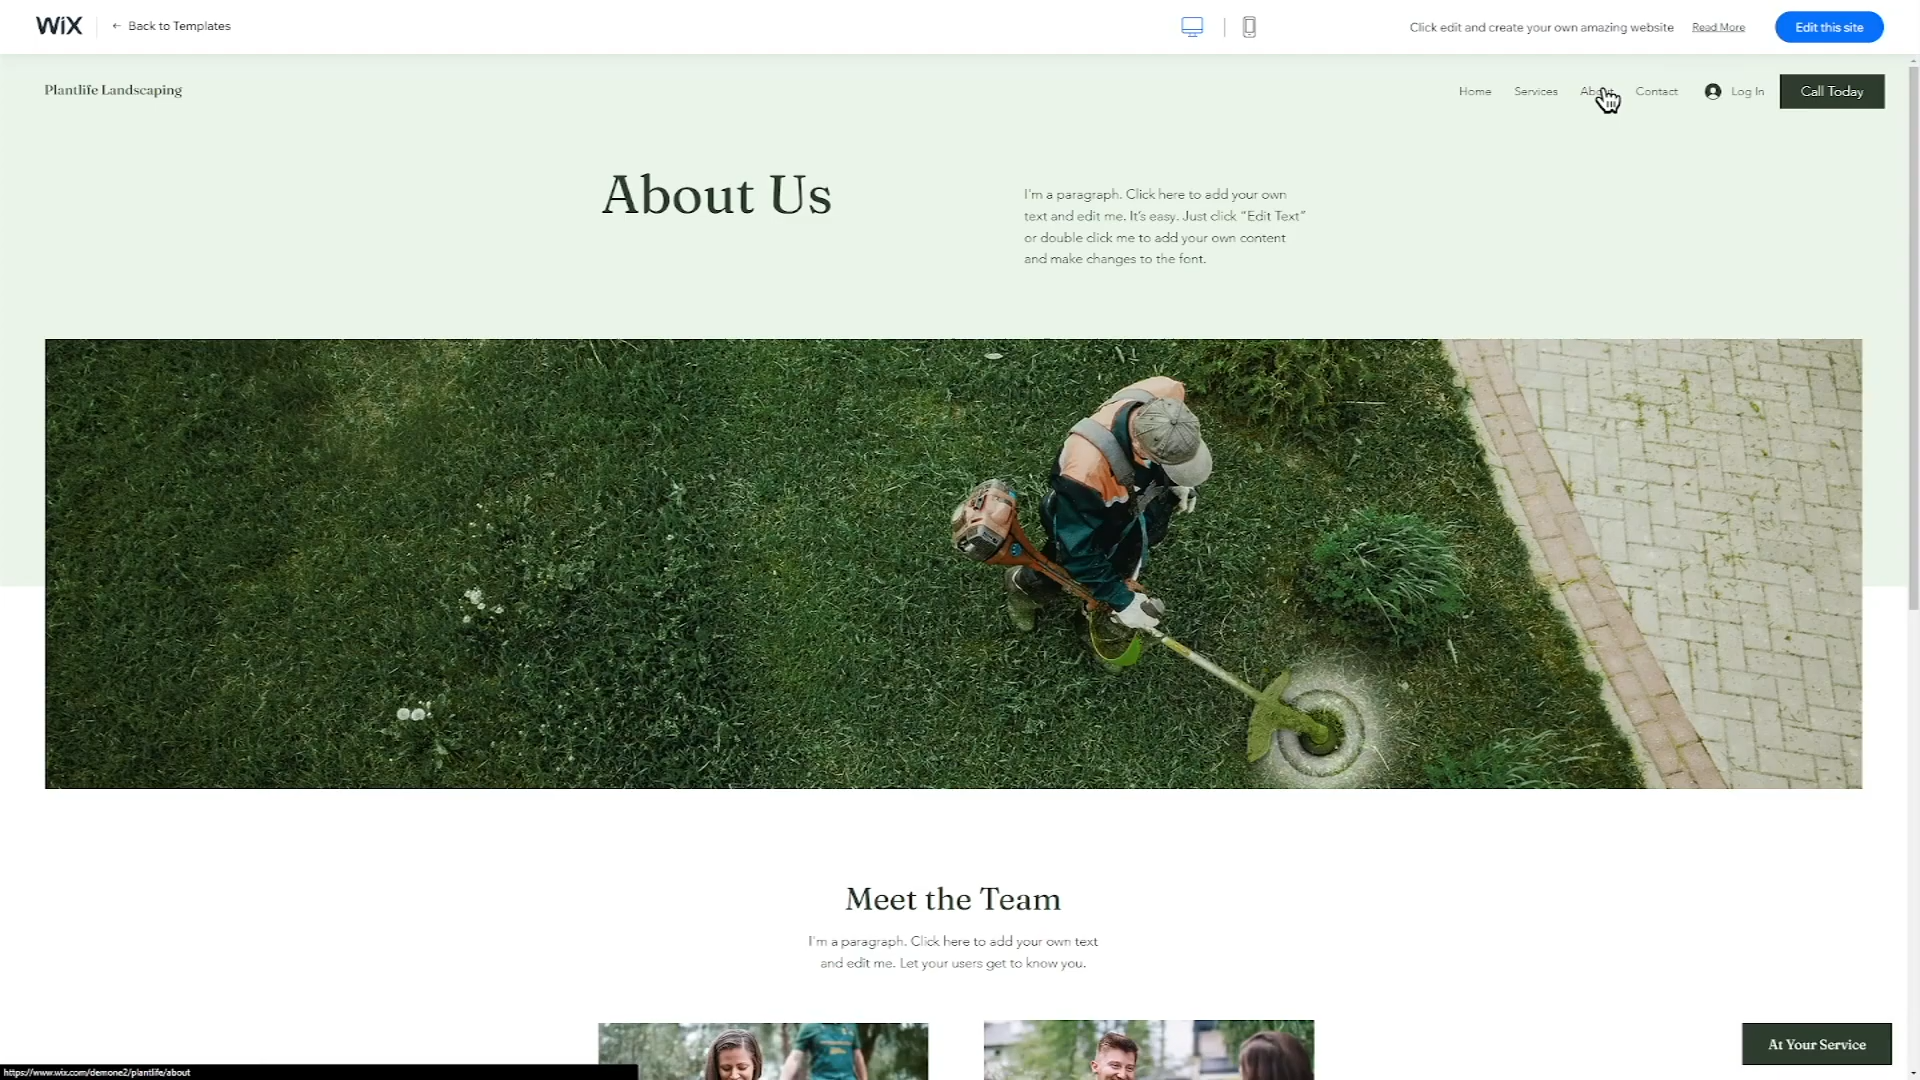 WiX
← Back to Templates
Click edit and create your own amazing website
Read More
Edit this site
Plantlife Landscaping
Home
Services
About
Contact
Log In
Call Today
About Us
I'm a paragraph. Click here to add your own
text and edit me. It's easy. Just click “Edit Text”
or double click me to add your own content
and make changes to the font.
Meet the Team
I'm a paragraph. Click here to add your own text
and edit me. Let your users get to know you.
At Your Service
https://www.wix.com/demone2/plantlife/about